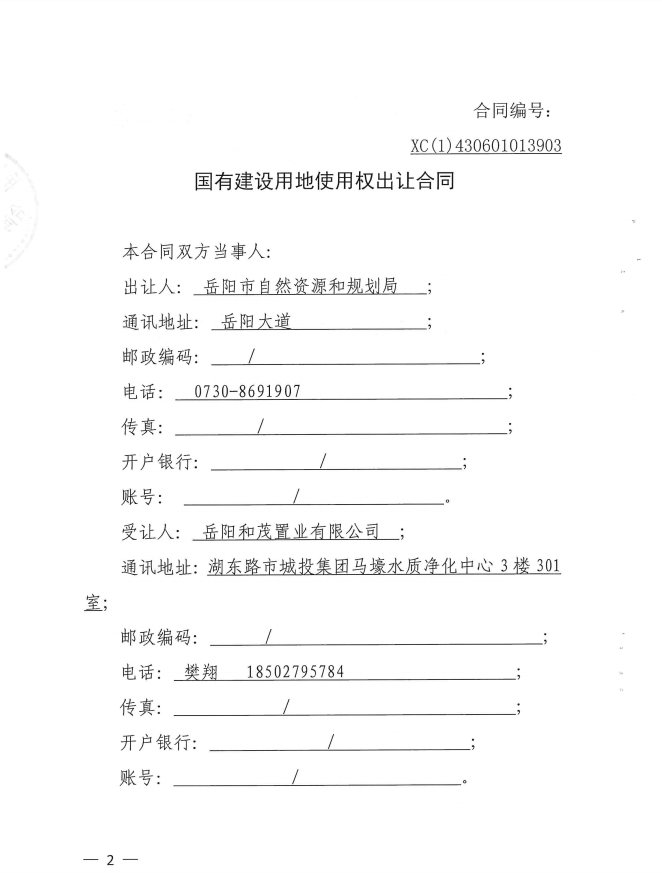 合同编号:
XC(1)430601013903
国有建设用地使用权出让合同
本合同双方当事人:
出让人: 岳阳市自然资源和规划局 ;
通讯地址: 岳阳大道 ;
邮政编码: / ;
电话: 0730-8691907 ;
传真: / ;
开户银行: / ;
账号: / 。
受让人: 岳阳和茂置业有限公司 ;
通讯地址: 湖东路市城投集团马壕水质净化中心 3 楼 301
室;
邮政编码: / ;
电话: 樊翔 18502795784 ;
传真: / ;
开户银行: / ;
账号: / 。
— 2 —